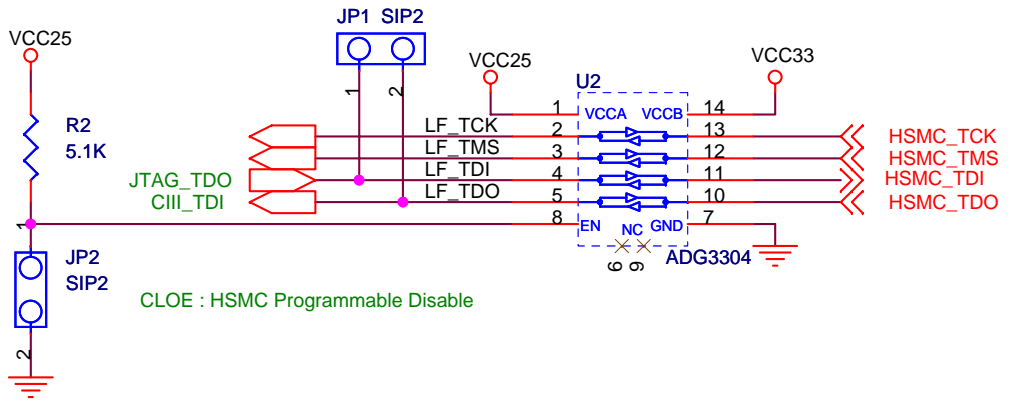 JP1 SIP2
VCC25
VCC25
VCC33
U2
1
2
1
VCCA
VCCB
14
R2
5.1K
LF_TCK
2
13
HSMC_TCK
LF_TMS
3
12
HSMC_TMS
JTAG_TDO
LF_TDI
4
11
HSMC_TDI
CIII_TDI
LF_TDO
5
10
HSMC_TDO
1
8
EN
NC
GND
7
6
9
ADG3304
JP2
SIP2
CLOE : HSMC Programmable Disable
2